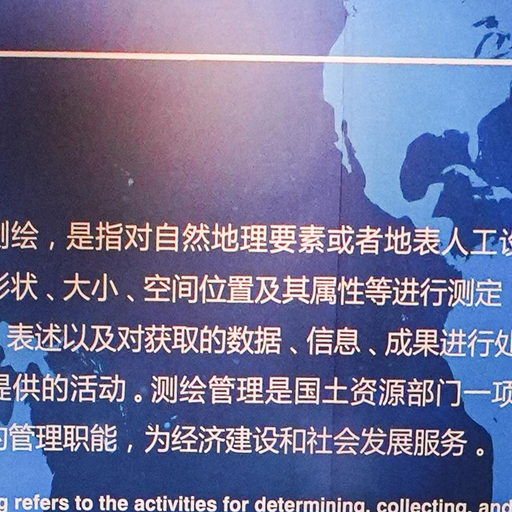 测绘，是指对自然地理要素或者地表人工设
形状、大小、空间位置及其属性等进行测定
表述以及对获取的数据、信息、成果进行处
提供的活动。测绘管理是国土资源部门一项
的管理职能，为经济建设和社会发展服务。
refers to the activities for determining, collecting, and